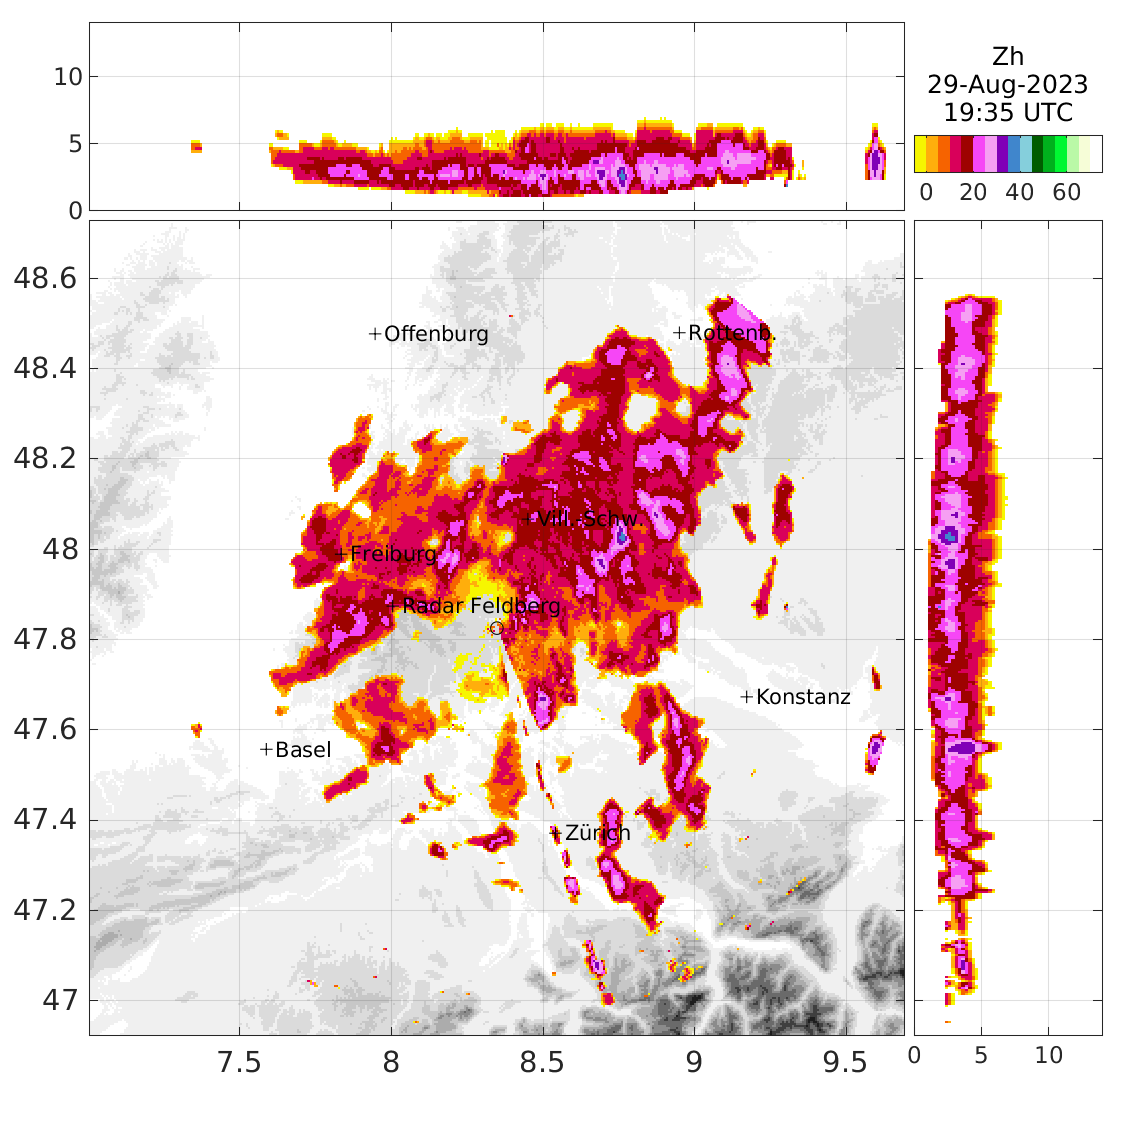 10
5
0
Zh
29-Aug-2023
19:35 UTC
0 20 40 60
48.6
48.4
48.2
48
47.8
47.6
47.4
47.2
47
Offenburg
Rottenb.
Vill.-Schw.
Freiburg
Radar Feldberg
Konstanz
Basel
Zürich
7.5 8 8.5 9 9.5
0 5 10